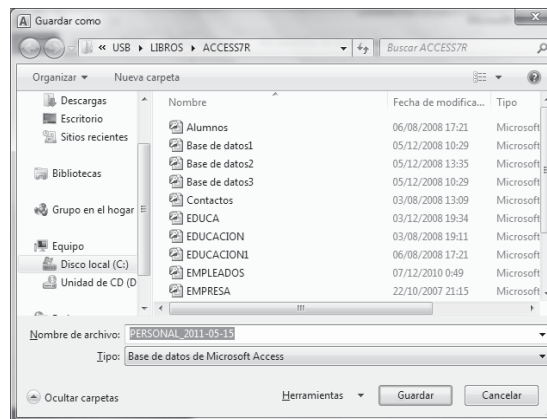 Guardar como
« USB ▸ LIBROS ▸ ACCESS7R
Buscar ACCESS7R
Organizar
Nueva carpeta
Descargas
Escritorio
Sitios recientes
Bibliotecas
Grupo en el hogar
Equipo
Disco local (C:)
Unidad de CD (D
Nombre Fecha de modifica... Tipo
Alumnos 06/08/2008 17:21 Microsoft
Base de datos1 05/12/2008 10:29 Microsoft
Base de datos2 05/12/2008 13:35 Microsoft
Base de datos3 05/12/2008 10:29 Microsoft
Contactos 03/08/2008 13:09 Microsoft
EDUCA 03/12/2008 19:34 Microsoft
EDUCACION 03/08/2008 19:11 Microsoft
EDUCACION1 06/08/2008 17:21 Microsoft
EMPLEADOS 07/12/2010 0:49 Microsoft
EMPRESA 22/10/2007 21:15 Microsoft
Nombre de archivo: PERSONAL_2011-05-15
Tipo: Base de datos de Microsoft Access
Ocultar carpetas
Herramientas
Guardar
Cancelar